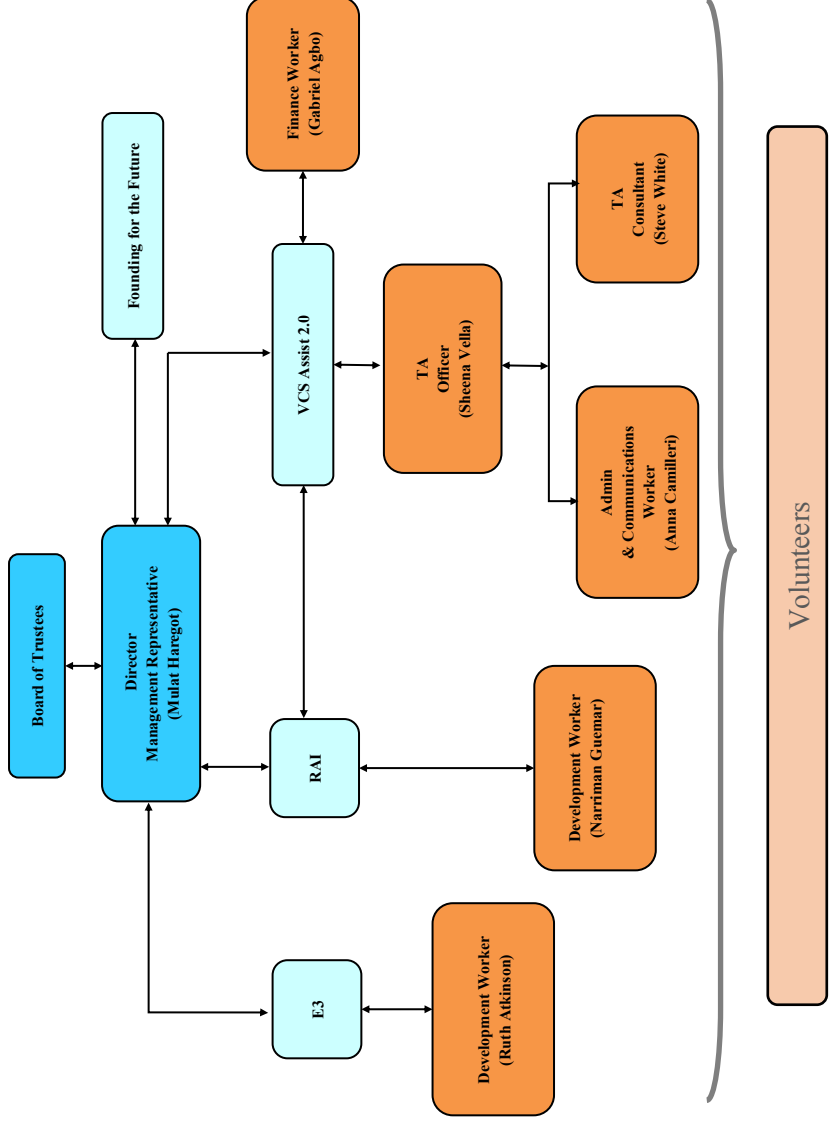 Board of Trustees
Director
Management Representative
(Mulat Haregot)
Founding for the Future
E3
RAI
VCS Assist 2.0
Finance Worker
(Gabriel Agbo)
Development Worker
(Ruth Atkinson)
Development Worker
(Narriman Guemar)
TA
Officer
(Sheena Vella)
Admin
& Communications
Worker
(Anna Camilleri)
TA
Consultant
(Steve White)
Volunteers